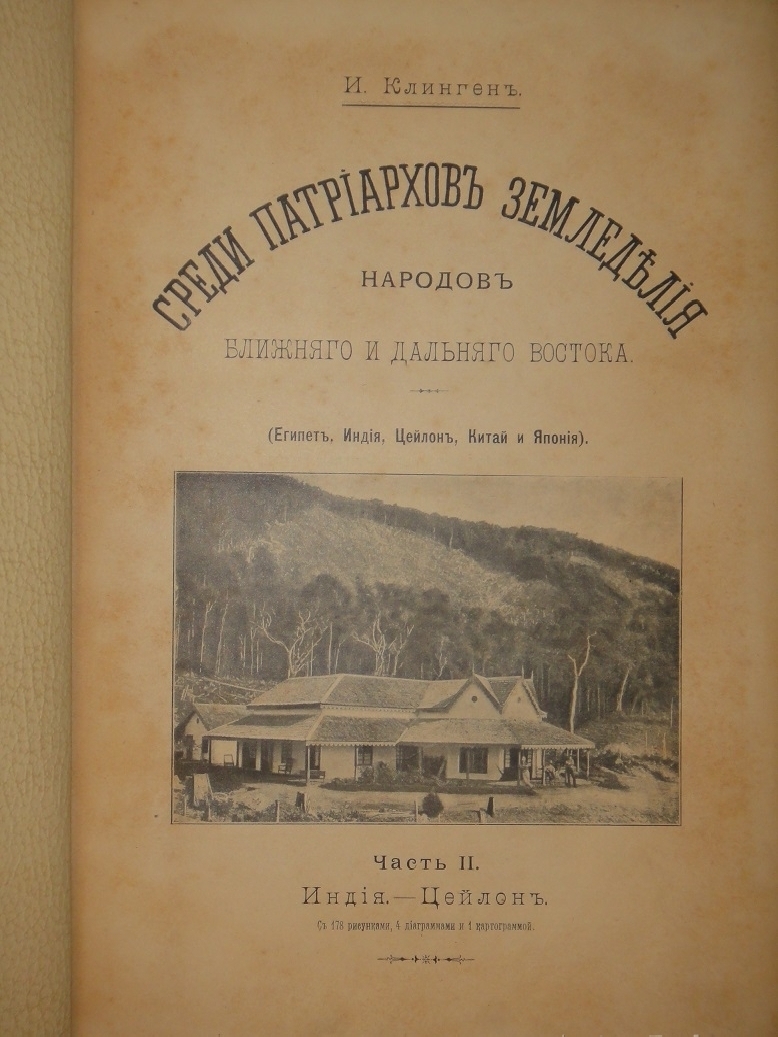 И. Клингенъ.
СРЕДИ ПАТРІАРХОВЪ ЗЕМЛЕДѢЛІЯ
НАРОДОВЪ
БЛИЖНЯГО И ДАЛЬНЯГО ВОСТОКА.
(Египетъ, Индія, Цейлонъ, Китай и Японія).
Часть II.
Индія.—Цейлонъ.
Съ 178 рисунками, 4 діаграммами и 1 картограммой.